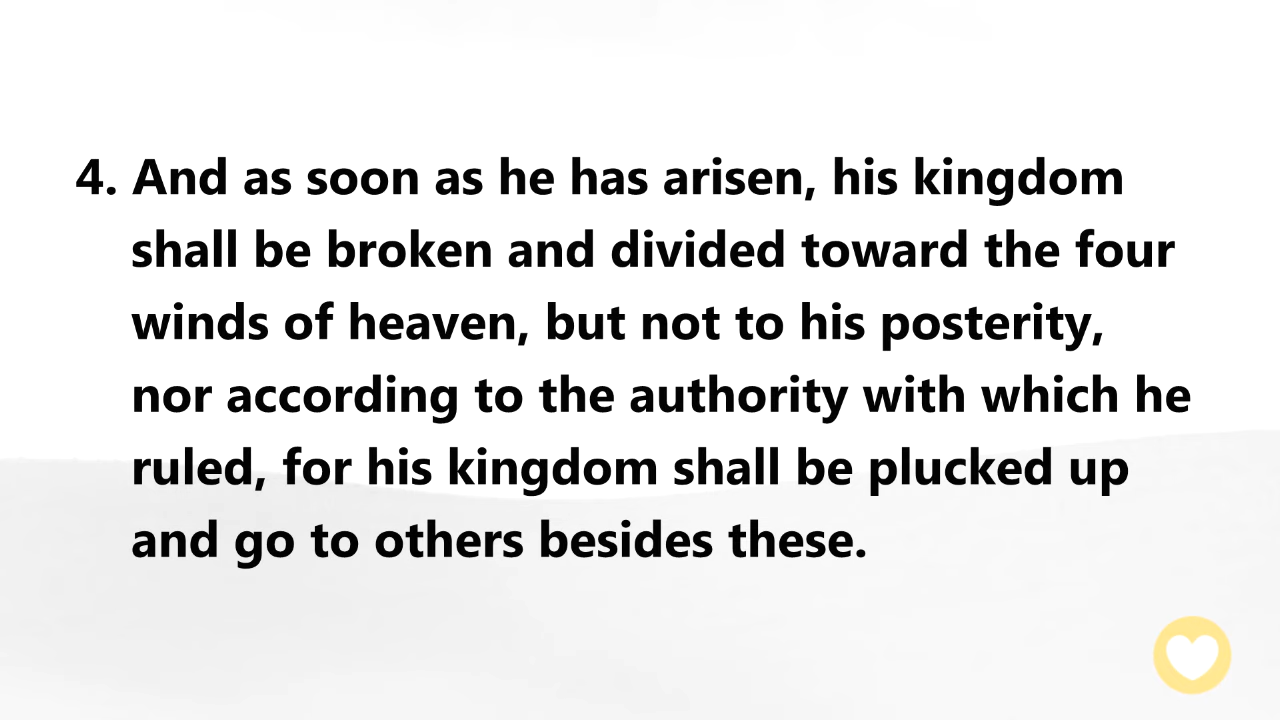 4. And as soon as he has arisen, his kingdom
shall be broken and divided toward the four
winds of heaven, but not to his posterity,
nor according to the authority with which he
ruled, for his kingdom shall be plucked up
and go to others besides these.